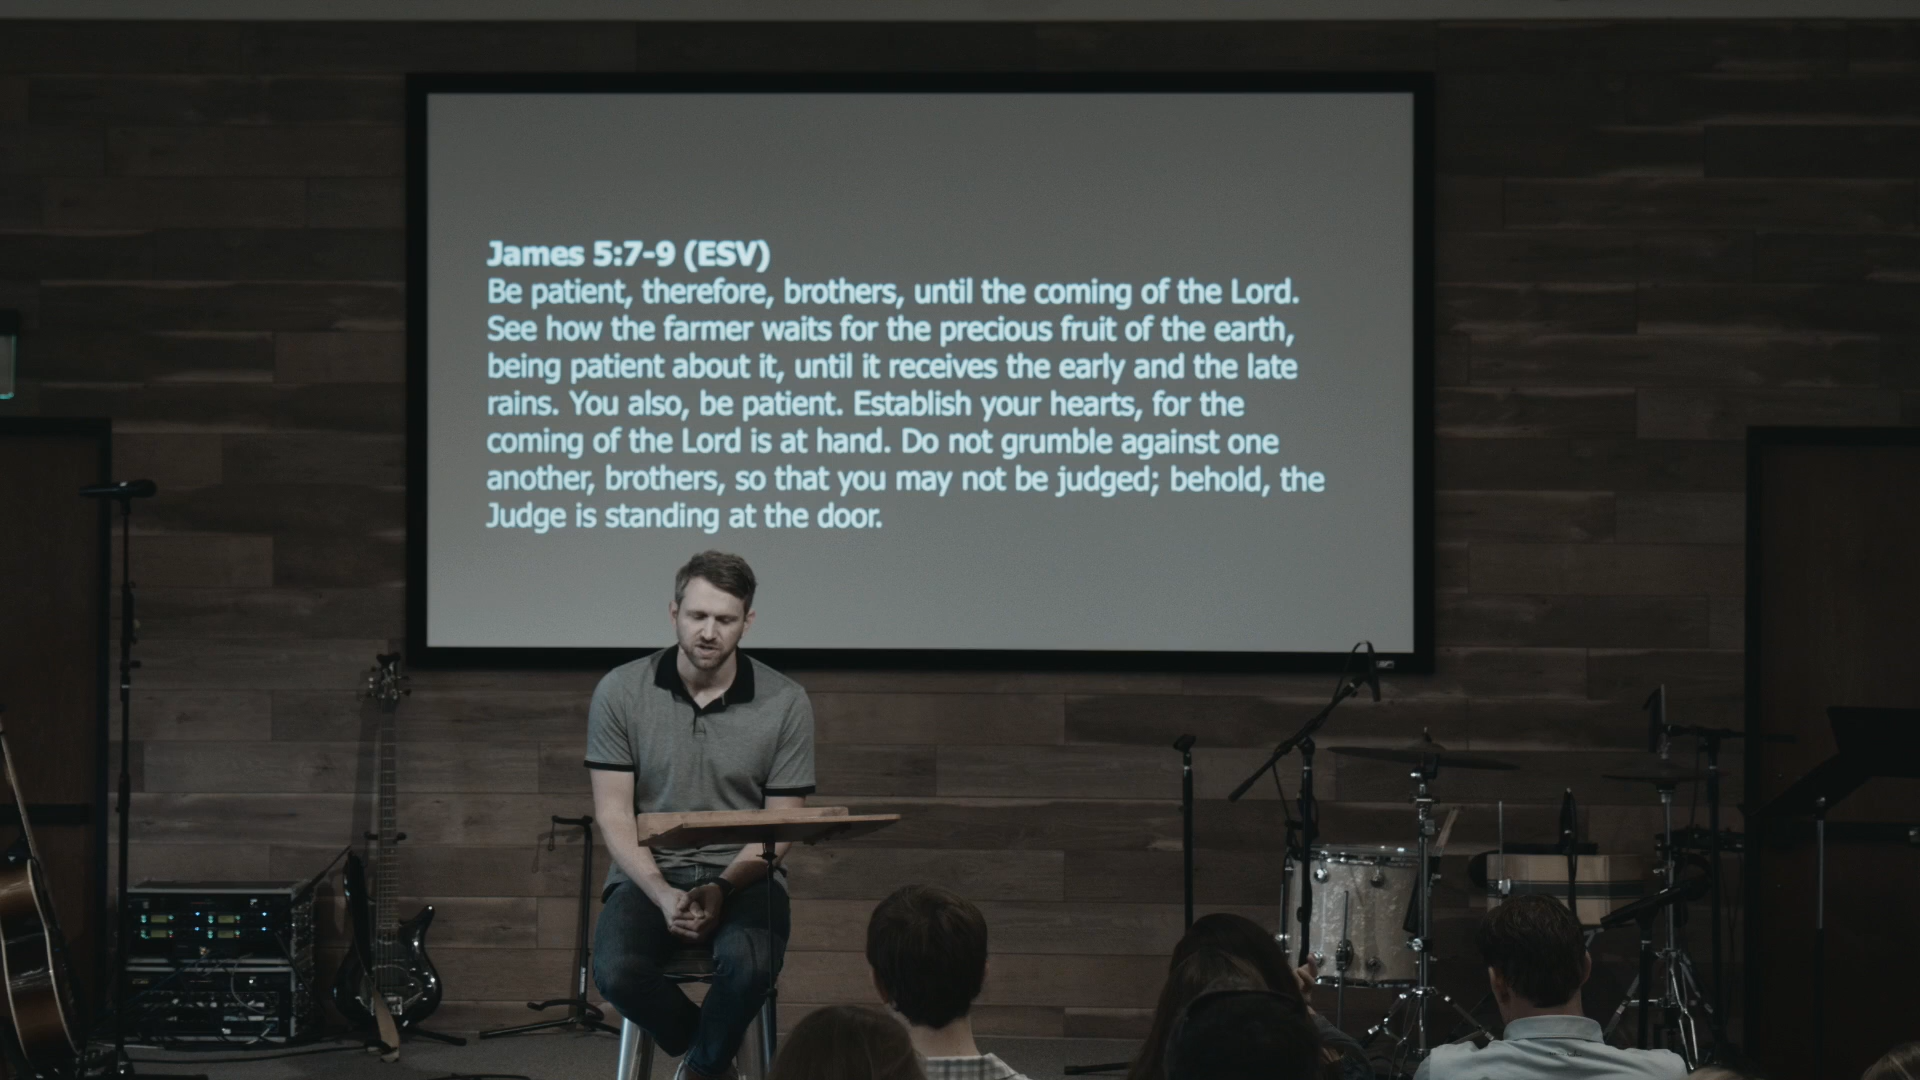 James 5:7-9 (ESV)
Be patient, therefore, brothers, until the coming of the Lord.
See how the farmer waits for the precious fruit of the earth,
being patient about it, until it receives the early and the late
rains. You also, be patient. Establish your hearts, for the
coming of the Lord is at hand. Do not grumble against one
another, brothers, so that you may not be judged; behold, the
Judge is standing at the door.